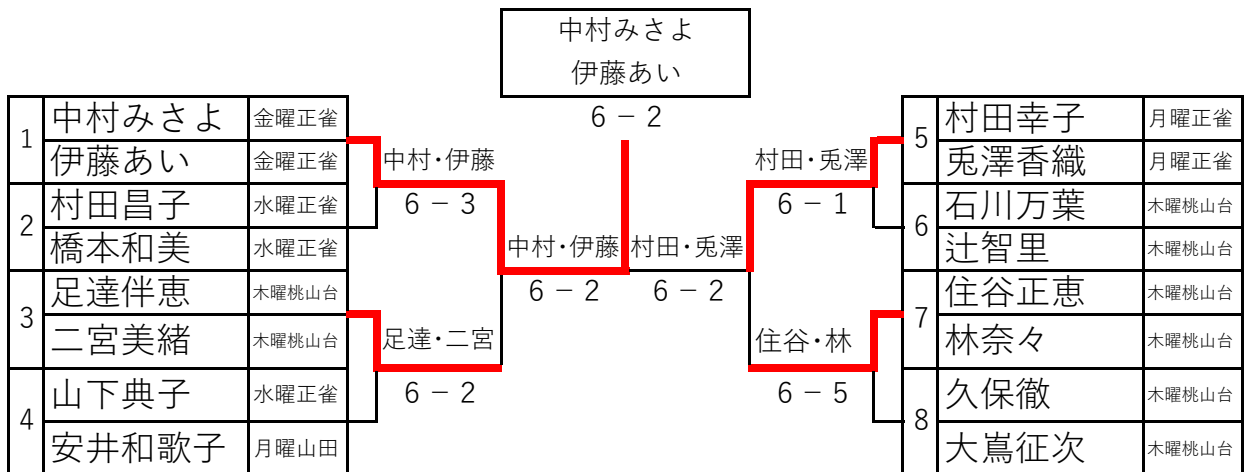 中村みさよ
伊藤あい
6 − 2
1 中村みさよ 金曜正雀
伊藤あい 金曜正雀
2 村田昌子 水曜正雀
橋本和美 水曜正雀
3 足達伴恵 木曜桃山台
二宮美緒 木曜桃山台
4 山下典子 水曜正雀
安井和歌子 月曜山田
中村・伊藤
6 − 3
足達・二宮
6 − 2
中村・伊藤
6 − 2
村田・兎澤
6 − 2
村田・兎澤
6 − 1
住谷・林
6 − 5
5 村田幸子 月曜正雀
兎澤香織 月曜正雀
6 石川万葉 木曜桃山台
辻智里 木曜桃山台
7 住谷正恵 木曜桃山台
林奈々 木曜桃山台
8 久保徹 木曜桃山台
大嶌征次 木曜桃山台